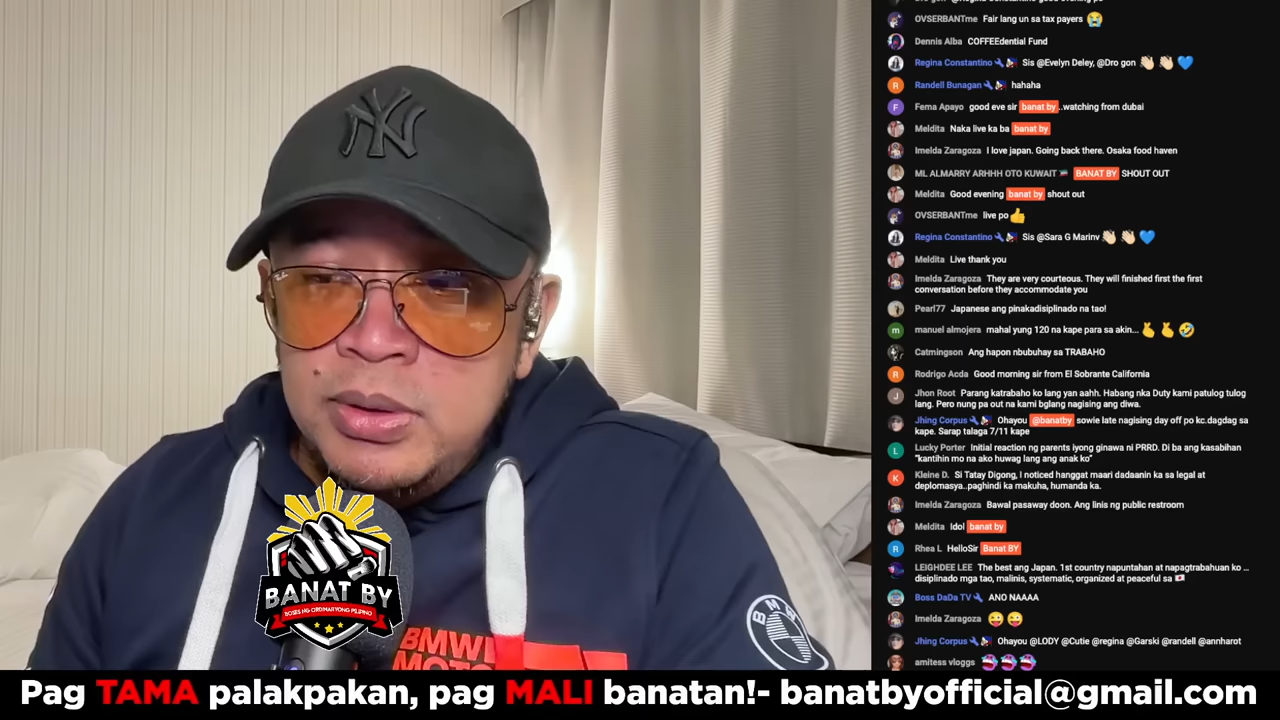 NY
BANAT BY
BOSES NG ORDINARYONG PILIPINO
BMW
MOTO
BMW
OVSERBANTme Fair lang un sa tax payers 😭
Dennis Alba COFFEEdential Fund
Regina Constantino Sis @Evelyn Deley, @Dro gon 👏🏻 👏🏻 💙
R Randell Bunagan hahaha
F Fema Apayo good eve sir banat by..watching from dubai
Meldita Naka live ka ba banat by
Imelda Zaragoza I love japan. Going back there. Osaka food haven
ML ALMARRY ARHHH OTO KUWAIT 🇰🇼 BANAT BY SHOUT OUT
Meldita Good evening banat by shout out
OVSERBANTme live po👍
Regina Constantino Sis @Sara G Marinv 👏🏻 👏🏻 💙
Meldita Live thank you
Imelda Zaragoza They are very courteous. They will finished first the first
conversation before they accommodate you
Pearl77 Japanese ang pinakadisiplinado na tao!
m manuel almojera mahal yung 120 na kape para sa akin... 🫰 🫰 🤣
Catmingson Ang hapon nbubuhay sa TRABAHO
R Rodrigo Acda Good morning sir from El Sobrante California
J Jhon Root Parang katrabaho ko lang yan aahh. Habang nka Duty kami patulog tulog
lang. Pero nung pa out na kami bglang nagising ang diwa.
Jhing Corpus Ohayou @banatby sowie late nagising day off po kc.dagdag sa
kape. Sarap talaga 7/11 kape
L Lucky Porter Initial reaction ng parents iyong ginawa ni PRRD. Di ba ang kasabihan
"kantihin mo na ako huwag lang ang anak ko"
K Kleine D. Si Tatay Digong, I noticed hanggat maari dadaanin ka sa legal at
deplomasya..paghindi ka makuha, humanda ka.
Imelda Zaragoza Bawal pasaway doon. Ang linis ng public restroom
Meldita Idol banat by
R Rhea L HelloSir Banat BY
LEIGHDEE LEE The best ang Japan. 1st country napuntahan at napagtrabahuan ko ..
disiplinado mga tao, malinis, systematic, organized at peaceful sa 🇯🇵
Boss DaDa TV ANO NAAAA
Imelda Zaragoza 😜 😜
Jhing Corpus Ohayou @LODY @Cutie @regina @Garski @randell @annharot
amitess vloggs
Pag TAMA palakpakan, pag MALI banatan!- banatbyofficial@gmail.com